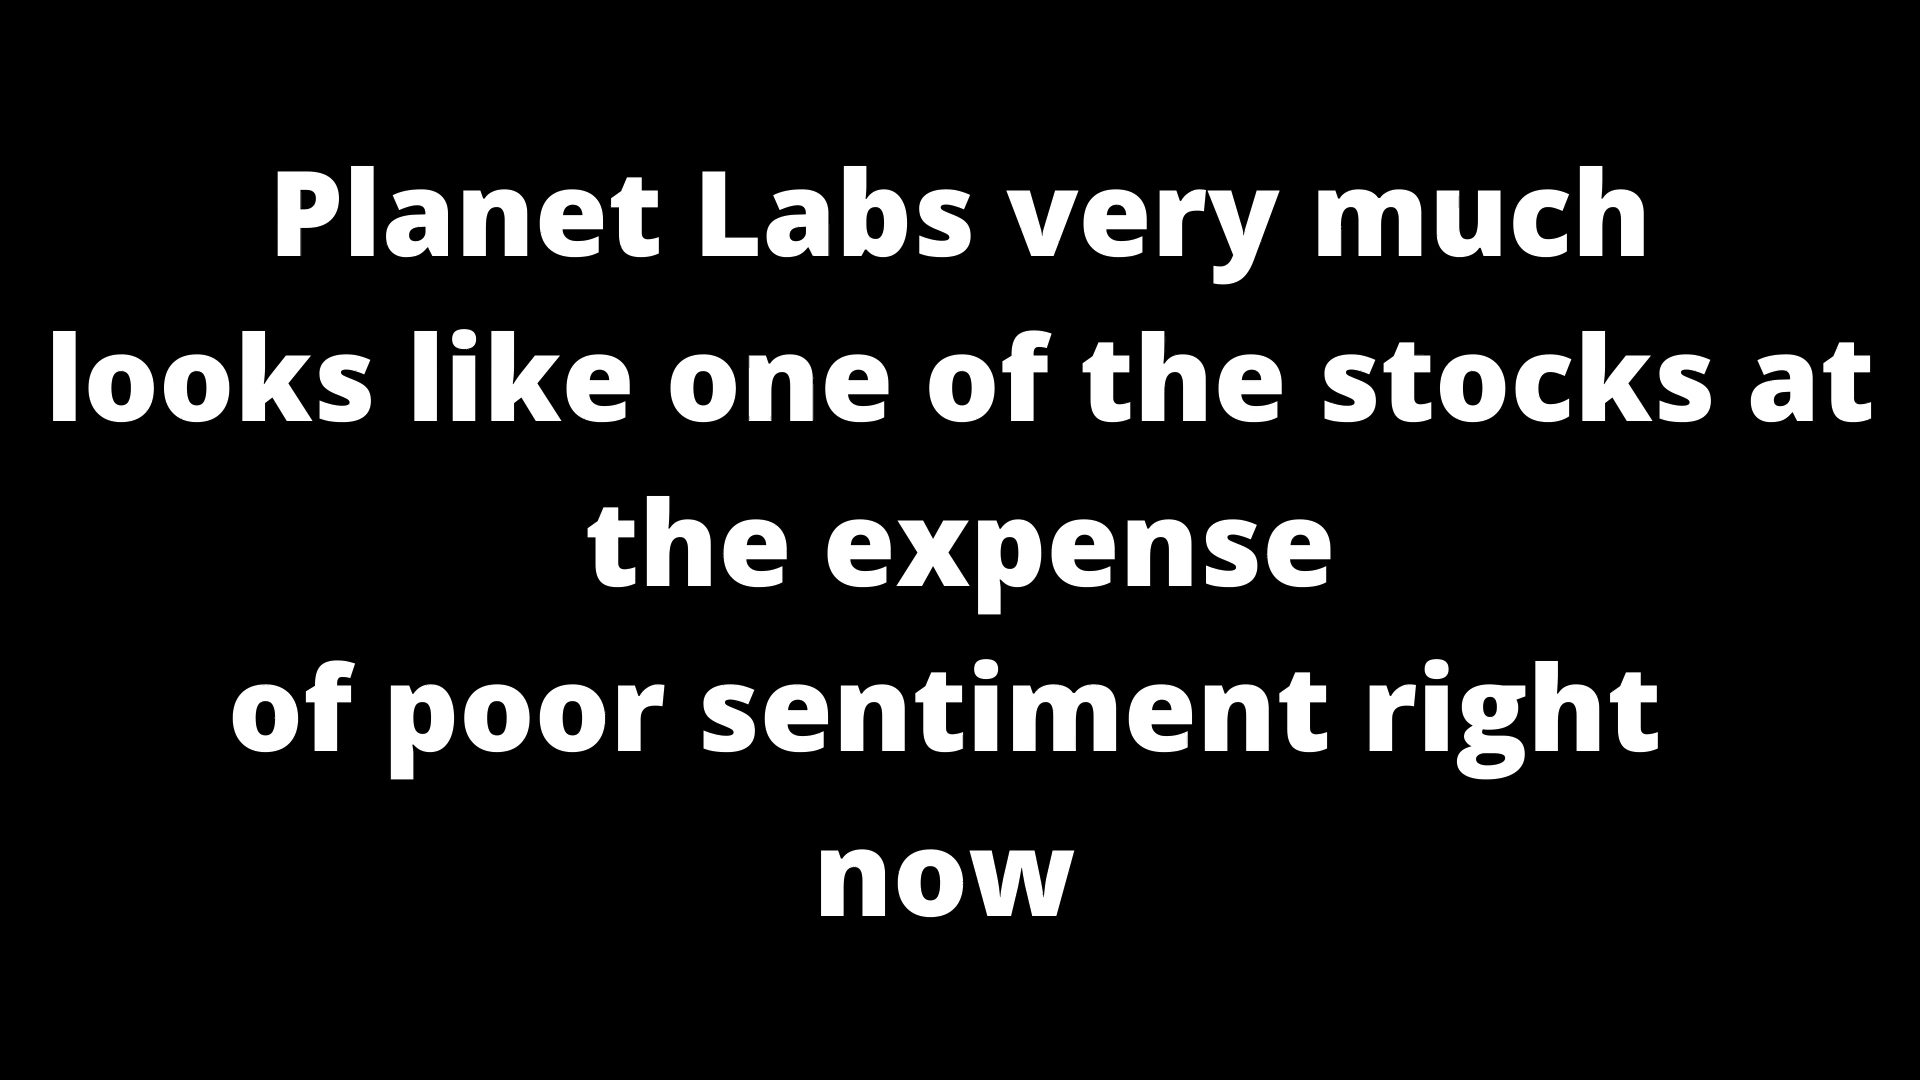 Planet Labs very much
looks like one of the stocks at
the expense
of poor sentiment right
now